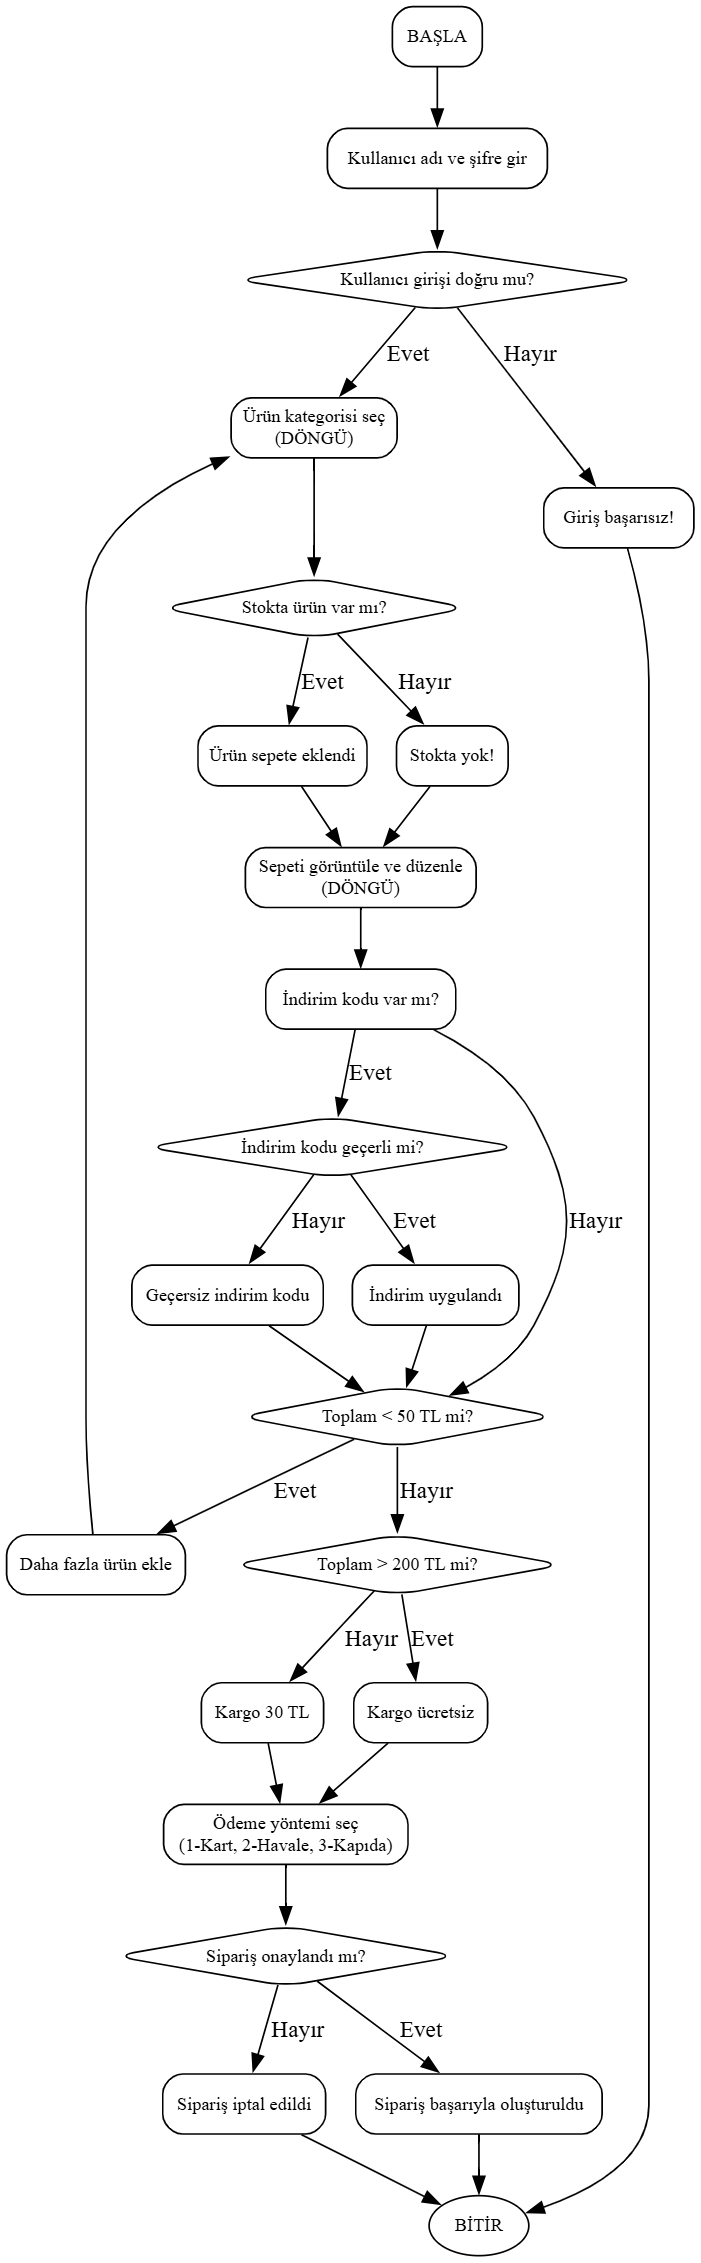 BAŞLA
Kullanıcı adı ve şifre gir
Kullanıcı girişi doğru mu?
Evet
Hayır
Ürün kategorisi seç
(DÖNGÜ)
Giriş başarısız!
Stokta ürün var mı?
Evet
Hayır
Ürün sepete eklendi
Stokta yok!
Sepeti görüntüle ve düzenle
(DÖNGÜ)
İndirim kodu var mı?
Evet
İndirim kodu geçerli mi?
Hayır
Evet
Hayır
Geçersiz indirim kodu
İndirim uygulandı
Toplam < 50 TL mi?
Evet
Hayır
Daha fazla ürün ekle
Toplam > 200 TL mi?
Hayır
Evet
Kargo 30 TL
Kargo ücretsiz
Ödeme yöntemi seç
(1-Kart, 2-Havale, 3-Kapıda)
Sipariş onaylandı mı?
Hayır
Evet
Sipariş iptal edildi
Sipariş başarıyla oluşturuldu
BİTİR